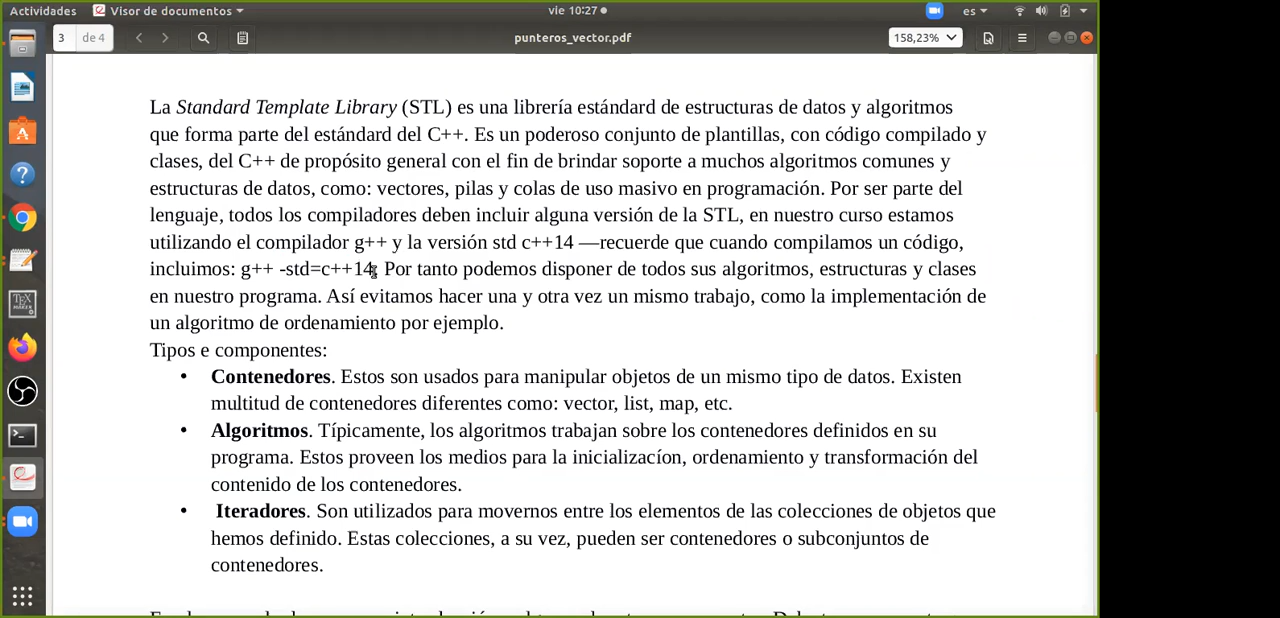 Actividades Visor de documentos vie 10:27 es
3 de 4 punteros_vector.pdf 158,23%
La Standard Template Library (STL) es una librería estándard de estructuras de datos y algoritmos
que forma parte del estándard del C++. Es un poderoso conjunto de plantillas, con código compilado y
clases, del C++ de propósito general con el fin de brindar soporte a muchos algoritmos comunes y
estructuras de datos, como: vectores, pilas y colas de uso masivo en programación. Por ser parte del
lenguaje, todos los compiladores deben incluir alguna versión de la STL, en nuestro curso estamos
utilizando el compilador g++ y la versión std c++14 —recuerde que cuando compilamos un código,
incluimos: g++ -std=c++14. Por tanto podemos disponer de todos sus algoritmos, estructuras y clases
en nuestro programa. Así evitamos hacer una y otra vez un mismo trabajo, como la implementación de
un algoritmo de ordenamiento por ejemplo.
Tipos e componentes:
• Contenedores. Estos son usados para manipular objetos de un mismo tipo de datos. Existen
multitud de contenedores diferentes como: vector, list, map, etc.
• Algoritmos. Típicamente, los algoritmos trabajan sobre los contenedores definidos en su
programa. Estos proveen los medios para la inicializacíon, ordenamiento y transformación del
contenido de los contenedores.
• Iteradores. Son utilizados para movernos entre los elementos de las colecciones de objetos que
hemos definido. Estas colecciones, a su vez, pueden ser contenedores o subconjuntos de
contenedores.